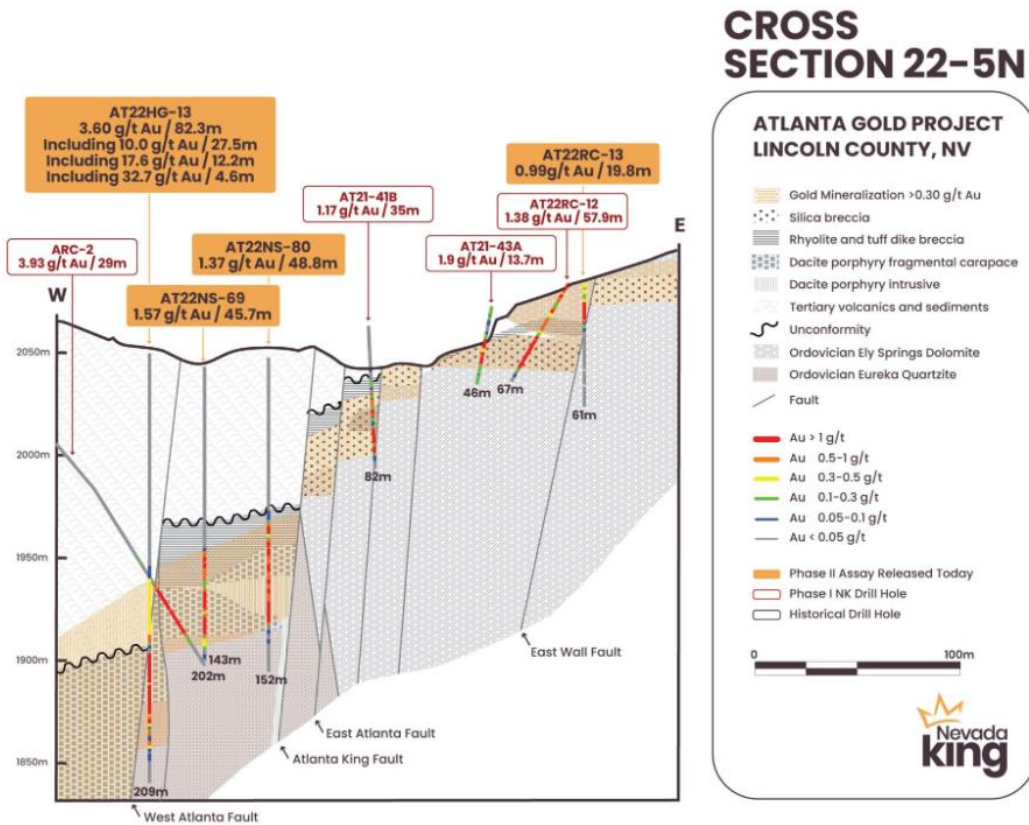 CROSS
SECTION 22-5N
ATLANTA GOLD PROJECT
LINCOLN COUNTY, NV
Gold Mineralization >0.30 g/t Au
Silica breccia
Rhyolite and tuff dike breccia
Dacite porphyry fragmental carapace
Dacite porphyry intrusive
Tertiary volcanics and sediments
Unconformity
Ordovician Ely Springs Dolomite
Ordovician Eureka Quartzite
Fault
Au > 1 g/t
Au 0.5-1 g/t
Au 0.3-0.5 g/t
Au 0.1-0.3 g/t
Au 0.05-0.1 g/t
Au < 0.05 g/t
Phase II Assay Released Today
Phase I NK Drill Hole
Historical Drill Hole
0 100m
Nevada
king
AT22HG-13
3.60 g/t Au / 82.3m
Including 10.0 g/t Au / 27.5m
Including 17.6 g/t Au / 12.2m
Including 32.7 g/t Au / 4.6m
AT22RC-13
0.99g/t Au / 19.8m
AT21-41B
1.17 g/t Au / 35m
AT22RC-12
1.38 g/t Au / 57.9m
ARC-2
3.93 g/t Au / 29m
AT22NS-80
1.37 g/t Au / 48.8m
AT21-43A
1.9 g/t Au / 13.7m
AT22NS-69
1.57 g/t Au / 45.7m
W
E
2050m
2000m
1950m
1900m
1850m
46m
67m
61m
82m
143m
202m
152m
209m
East Wall Fault
East Atlanta Fault
Atlanta King Fault
West Atlanta Fault